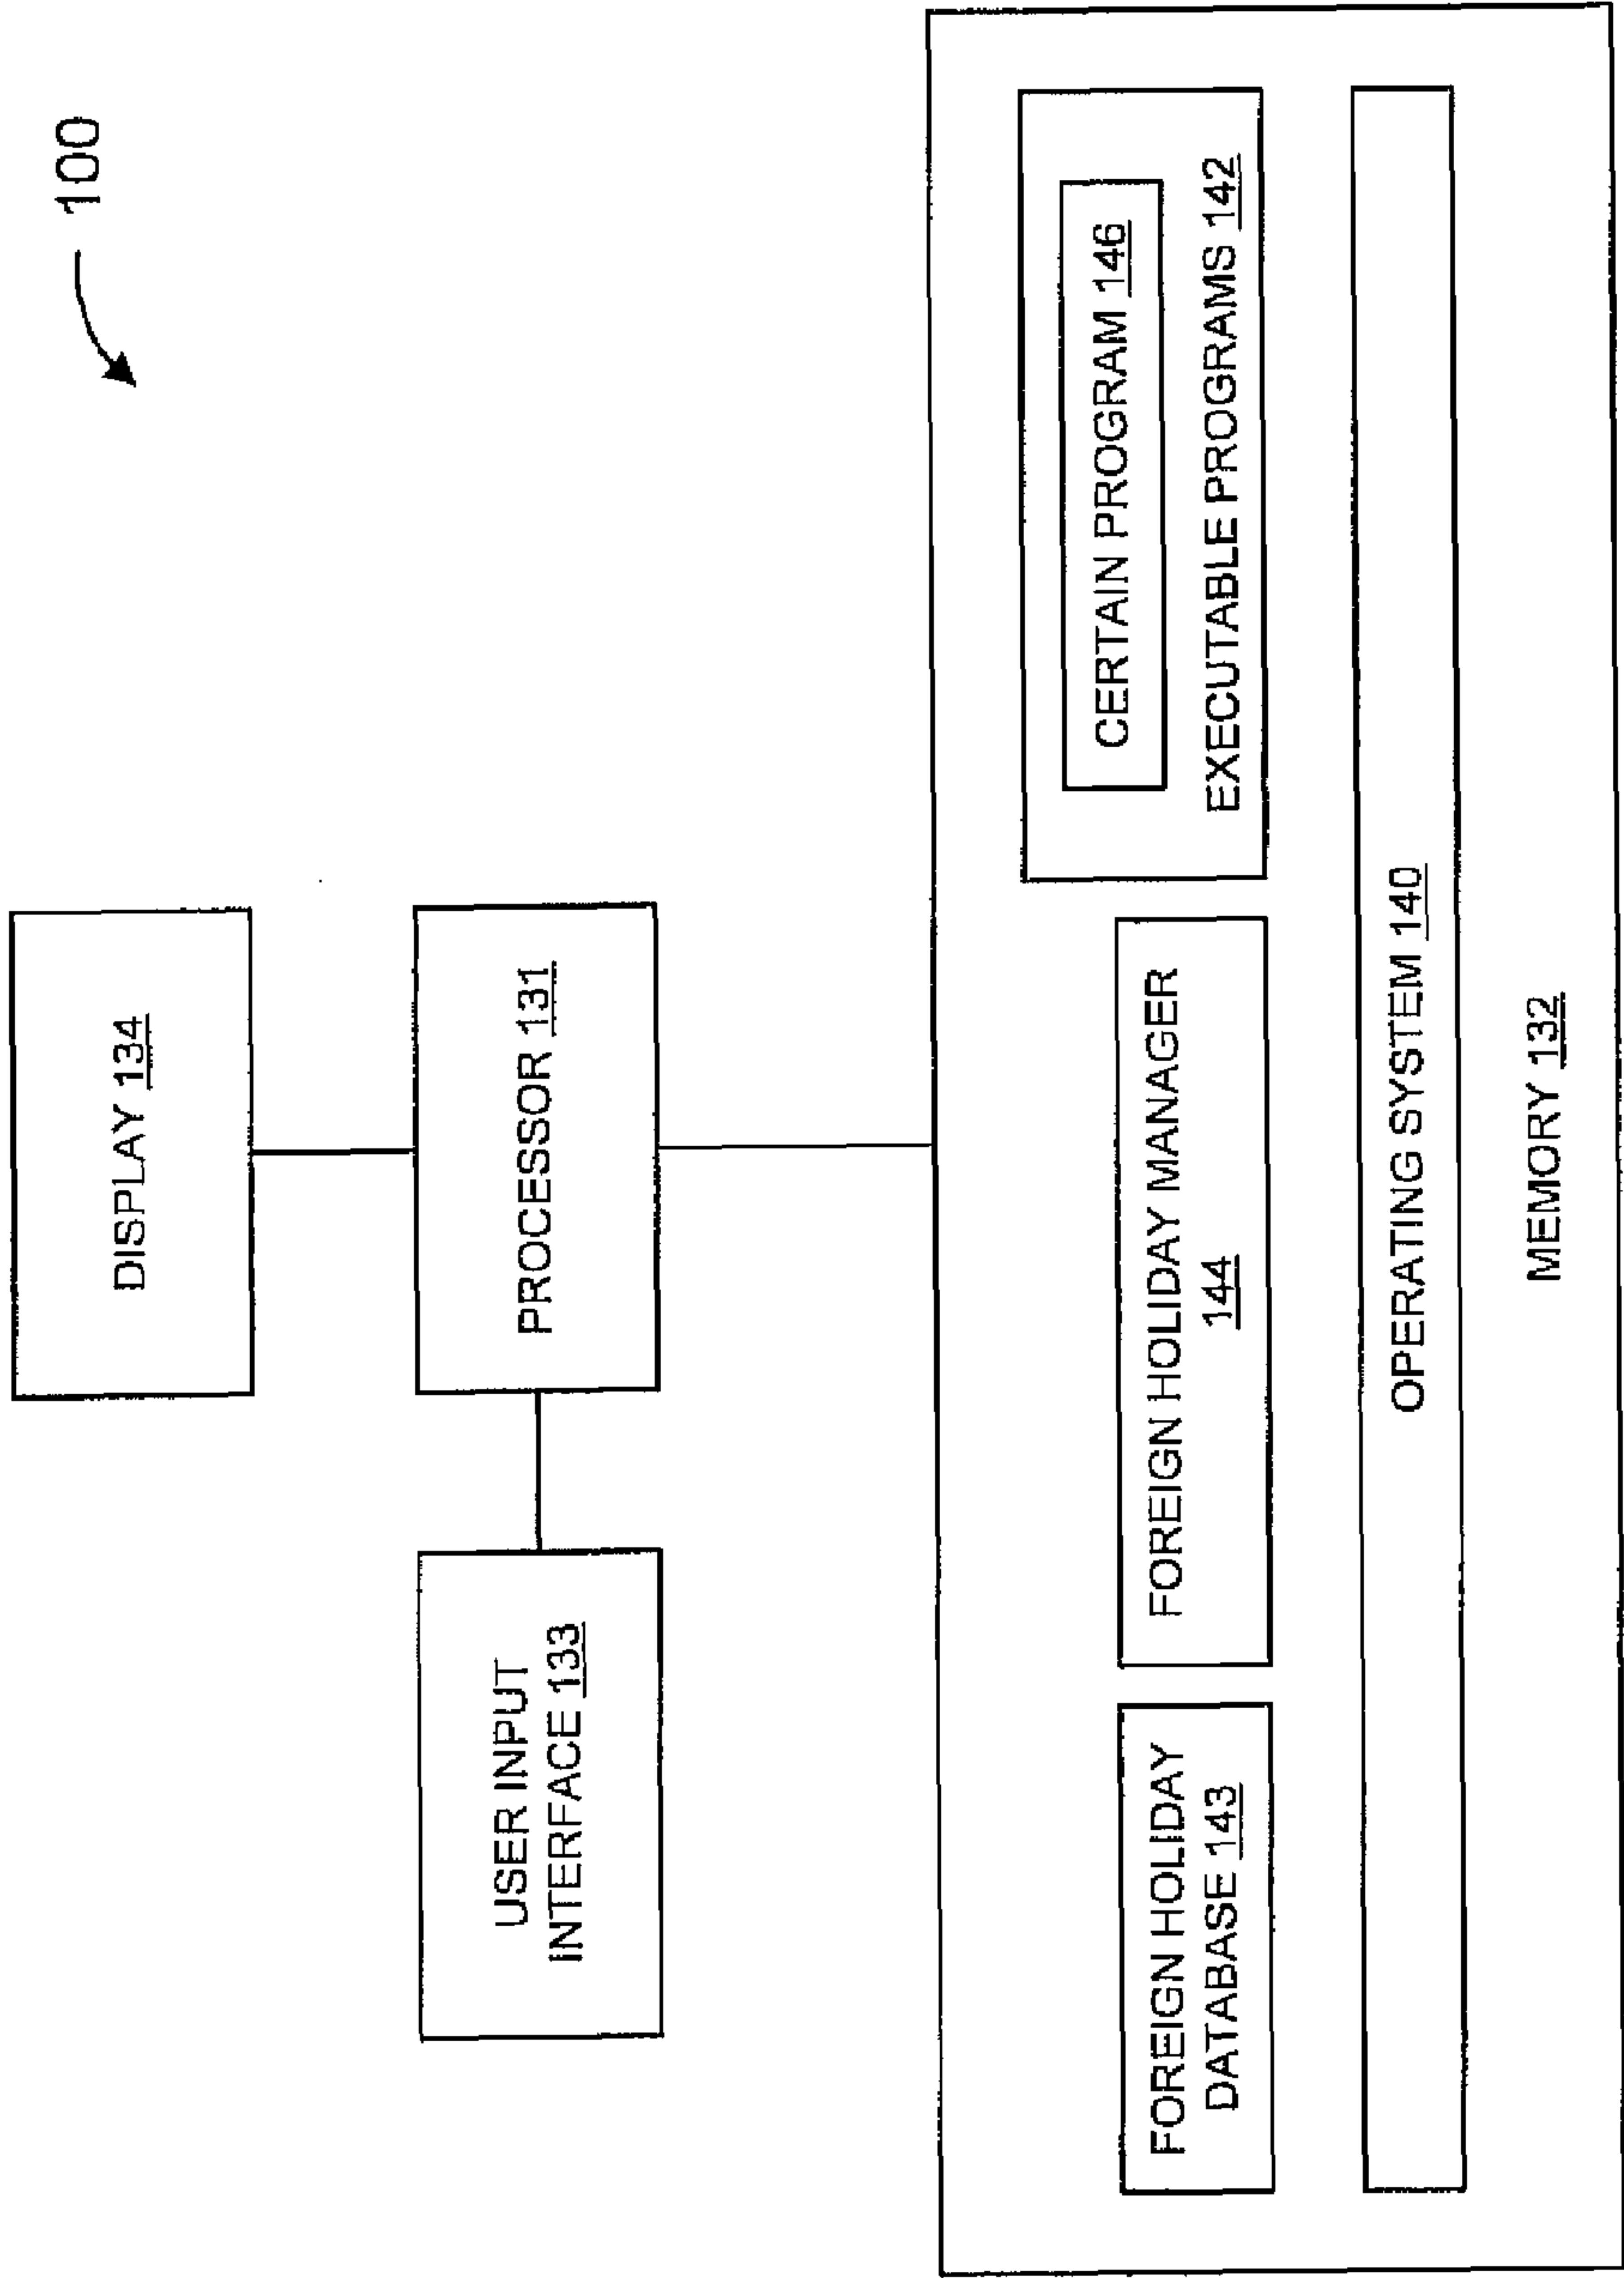 100
DISPLAY 134
USER INPUT
INTERFACE 133
PROCESSOR 131
FOREIGN HOLIDAY
DATABASE 143
FOREIGN HOLIDAY MANAGER
144
CERTAIN PROGRAM 146
EXECUTABLE PROGRAMS 142
OPERATING SYSTEM 140
MEMORY 132